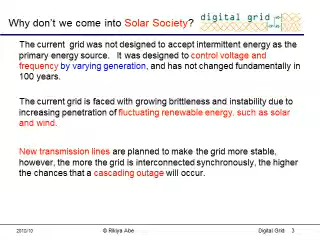 Why don't we come into Solar Society?
digital grid
The current grid was not designed to accept intermittent energy as the
primary energy source. It was designed to control voltage and
frequency by varying generation, and has not changed fundamentally in
100 years.
The current grid is faced with growing brittleness and instability due to
increasing penetration of fluctuating renewable energy, such as solar
and wind.
New transmission lines are planned to make the grid more stable,
however, the more the grid is interconnected synchronously, the higher
the chances that a cascading outage will occur.
2010/10 © Rikiya Abe Digital Grid 3